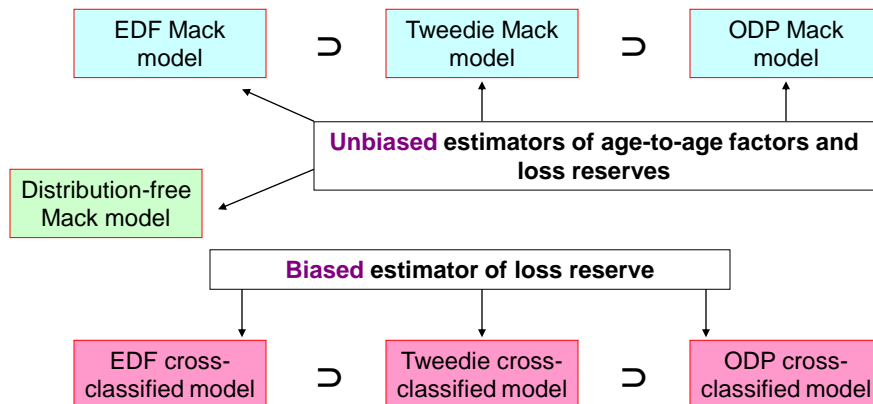 EDF Mack
model
⊃
Tweedie Mack
model
⊃
ODP Mack
model
Unbiased estimators of age-to-age factors and
loss reserves
Distribution-free
Mack model
Biased estimator of loss reserve
EDF cross-
classified model
⊃
Tweedie cross-
classified model
⊃
ODP cross-
classified model